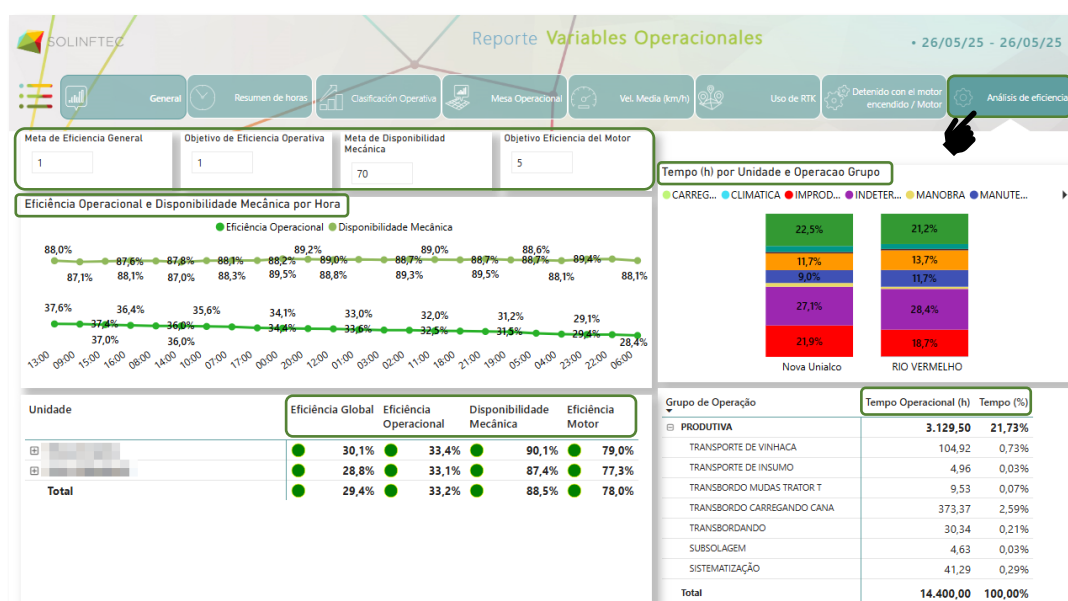 SOLINFTEC
Reporte Variables Operacionales
• 26/05/25 - 26/05/25
General
Resumen de horas
Clasificación Operativa
Mesa Operacional
Vel. Media (km/h)
Uso de RTK
Detenido con el motor
encendido / Motor
Análisis de eficiencia
Meta de Eficiencia General
1
Objetivo de Eficiencia Operativa
1
Meta de Disponibilidad
Mecánica
70
Objetivo Eficiencia del Motor
5
Eficiência Operacional e Disponibilidade Mecânica por Hora
Eficiência Operacional Disponibilidade Mecânica
88,0% 89,2% 89,0% 88,6%
87,6% 87,8% 88,1% 88,2% 89,0% 88,7% 88,7% 88,7% 89,4%
87,1% 88,1% 87,0% 88,3% 89,5% 88,8% 89,3% 89,5% 88,1% 88,1%
37,6% 36,4% 35,6% 34,1% 33,0% 32,0% 31,2% 29,1%
37,4% 36,0% 34,4% 33,6% 32,5% 31,5% 29,4% 28,4%
37,0% 36,0%
13:00 09:00 15:00 16:00 08:00 14:00 10:00 07:00 17:00 00:00 20:00 12:00 01:00 03:00 02:00 11:00 18:00 21:00 19:00 05:00 04:00 23:00 22:00 06:00
Tempo (h) por Unidade e Operacao Grupo
CARREG... CLIMATICA IMPROD... INDETER... MANOBRA MANUTE...
22,5% 21,2%
11,7% 13,7%
9,0% 11,7%
27,1% 28,4%
21,9% 18,7%
Nova Unialco RIO VERMELHO
Unidade Eficiência Global Eficiência Operacional Disponibilidade Mecânica Eficiência Motor
30,1% 33,4% 90,1% 79,0%
28,8% 33,1% 87,4% 77,3%
Total 29,4% 33,2% 88,5% 78,0%
Grupo de Operação Tempo Operacional (h) Tempo (%)
PRODUTIVA 3.129,50 21,73%
TRANSPORTE DE VINHACA 104,92 0,73%
TRANSPORTE DE INSUMO 4,96 0,03%
TRANSBORDO MUDAS TRATOR T 9,53 0,07%
TRANSBORDO CARREGANDO CANA 373,37 2,59%
TRANSBORDANDO 30,34 0,21%
SUBSOLAGEM 4,63 0,03%
SISTEMATIZAÇÃO 41,29 0,29%
Total 14.400,00 100,00%